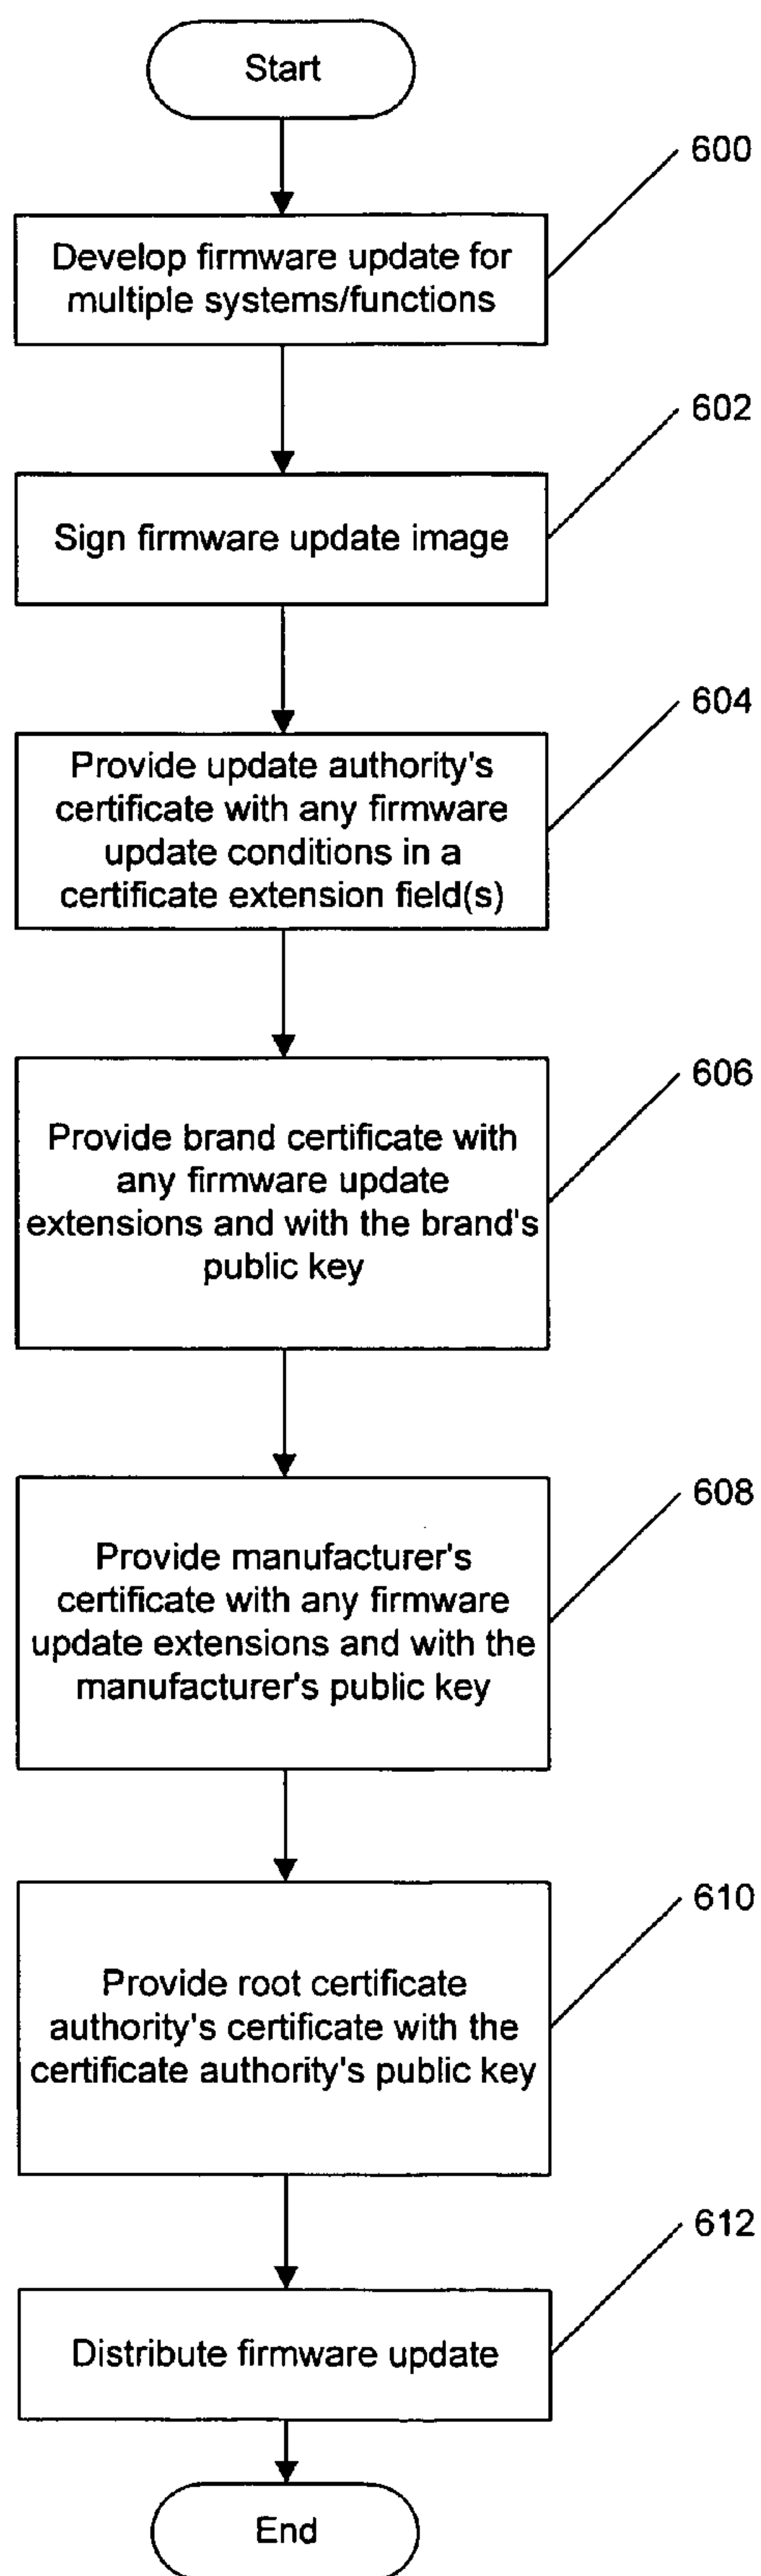 Start
600
Develop firmware update for
multiple systems/functions
602
Sign firmware update image
604
Provide update authority's
certificate with any firmware
update conditions in a
certificate extension field(s)
606
Provide brand certificate with
any firmware update
extensions and with the brand's
public key
608
Provide manufacturer's
certificate with any firmware
update extensions and with the
manufacturer's public key
610
Provide root certificate
authority's certificate with the
certificate authority's public key
612
Distribute firmware update
End